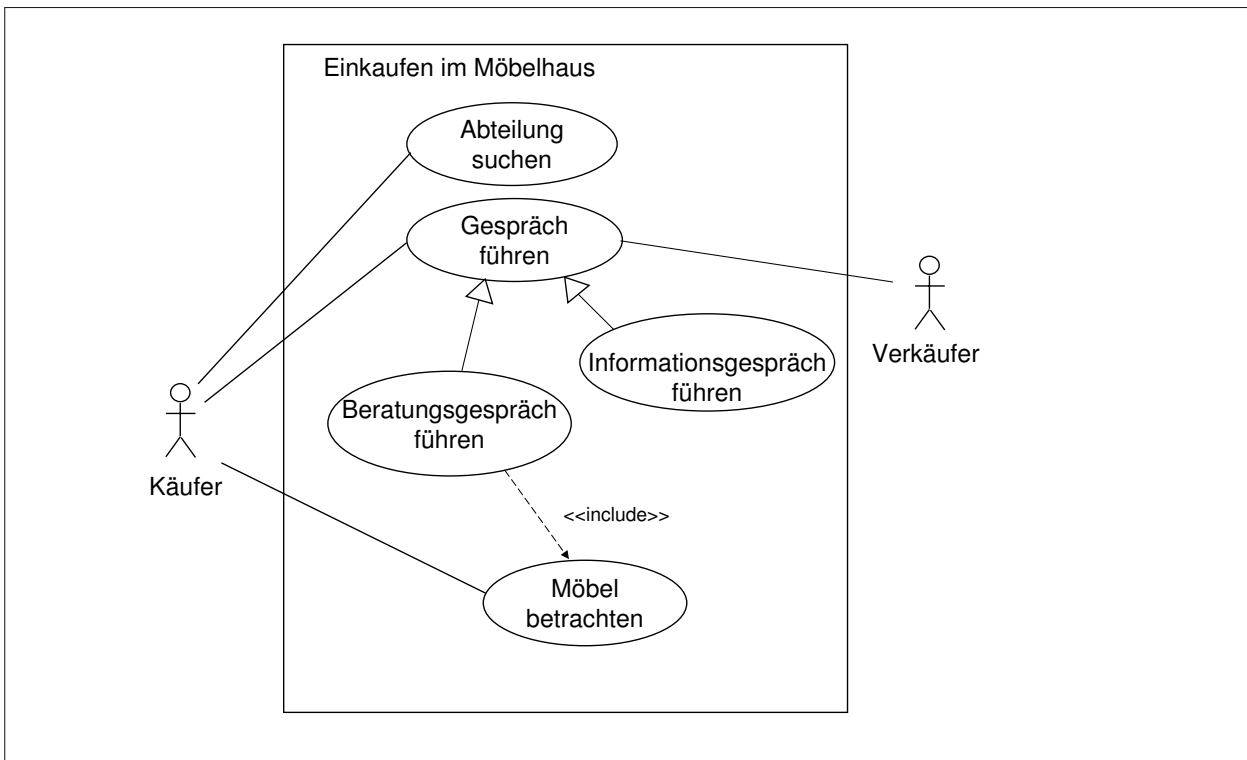 Einkaufen im Möbelhaus
Abteilung
suchen
Gespräch
führen
Informationsgespräch
führen
Verkäufer
Beratungsgespräch
führen
Käufer
<<include>>
Möbel
betrachten